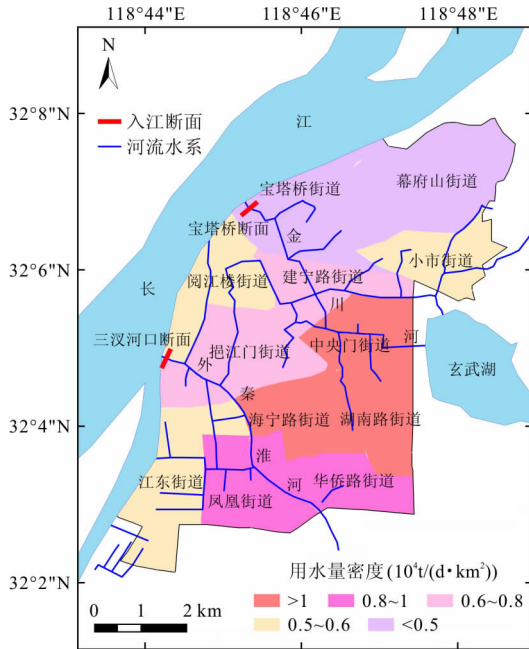 118°44″E 118°46″E 118°48″E
N
32°8″N
32°6″N
32°4″N
32°2″N
入江断面
河流水系
江
宝塔桥街道
幕府山街道
宝塔桥断面
金
小市街道
阅江楼街道
建宁路街道
长
川
三汊河口断面
挹江门街道
中央门街道
河
外
玄武湖
秦
海宁路街道
湖南路街道
淮
江东街道
河
华侨路街道
凤凰街道
用水量密度 (10⁴t/(d•km²))
>1
0.8~1
0.6~0.8
0.5~0.6
<0.5
0 1 2 km